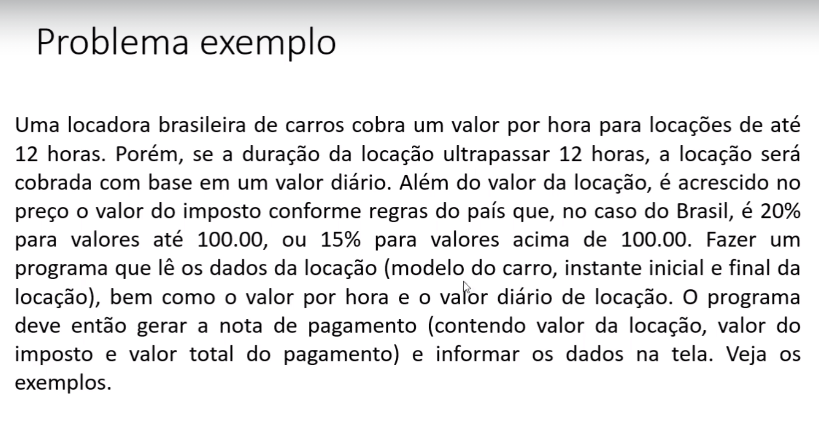 Problema exemplo
Uma locadora brasileira de carros cobra um valor por hora para locações de até
12 horas. Porém, se a duração da locação ultrapassar 12 horas, a locação será
cobrada com base em um valor diário. Além do valor da locação, é acrescido no
preço o valor do imposto conforme regras do país que, no caso do Brasil, é 20%
para valores até 100.00, ou 15% para valores acima de 100.00. Fazer um
programa que lê os dados da locação (modelo do carro, instante inicial e final da
locação), bem como o valor por hora e o valor diário de locação. O programa
deve então gerar a nota de pagamento (contendo valor da locação, valor do
imposto e valor total do pagamento) e informar os dados na tela. Veja os
exemplos.